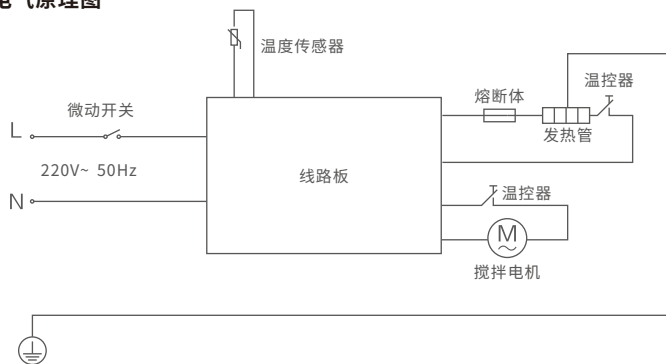 电气原理图
温度传感器
温控器
熔断体
微动开关
L
发热管
220V~ 50Hz
线路板
温控器
N
M
搅拌电机